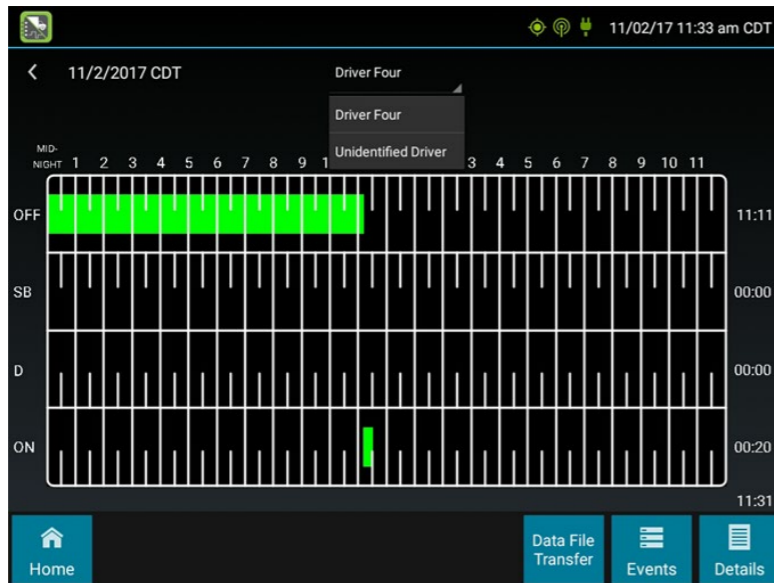 11/02/17 11:33 am CDT
11/2/2017 CDT Driver Four
Driver Four
Unidentified Driver
MID-
NIGHT 1 2 3 4 5 6 7 8 9 1 3 4 5 6 7 8 9 10 11
OFF 11:11
SB 00:00
D 00:00
ON 00:20
11:31
Home
Data File
Transfer
Events
Details